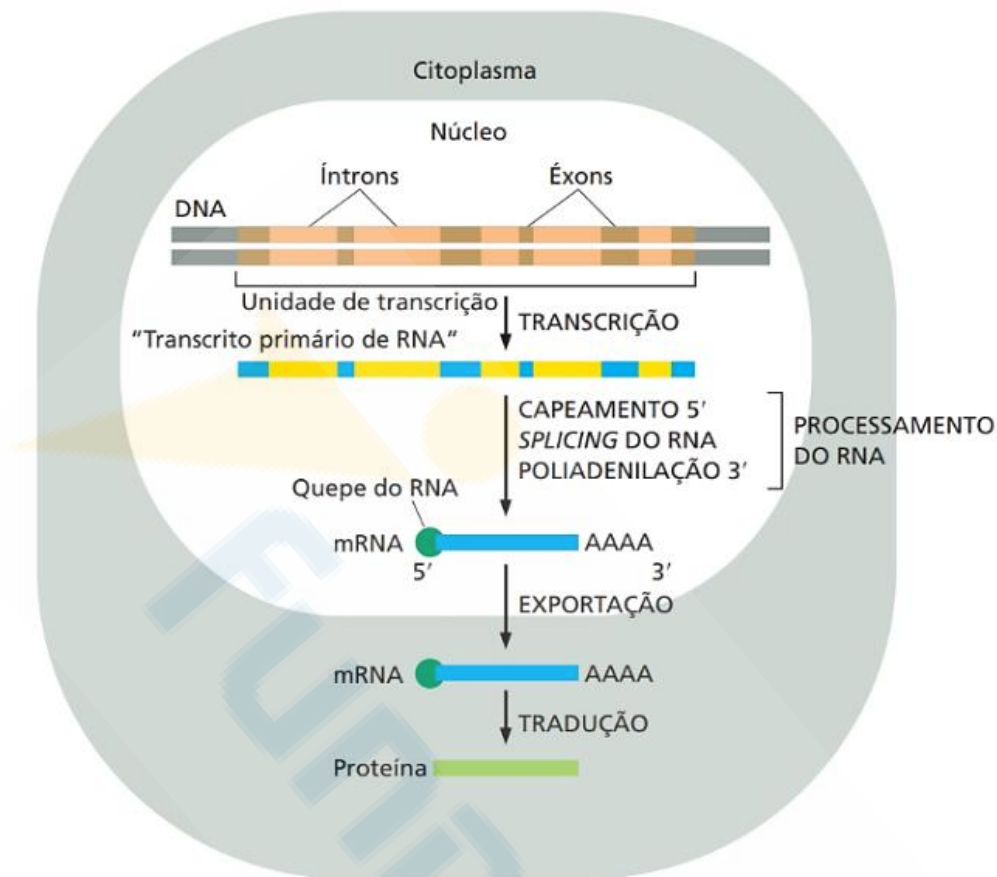 Citoplasma
Núcleo
Íntrons
Éxons
DNA
Unidade de transcrição
TRANSCRIÇÃO
“Transcrito primário de RNA“
CAPEAMENTO 5′
SPLICING DO RNA
POLIADENILAÇÃO 3′
PROCESSAMENTO
DO RNA
Quepe do RNA
mRNA
AAAA
5′
3′
EXPORTAÇÃO
mRNA
AAAA
TRADUÇÃO
Proteína